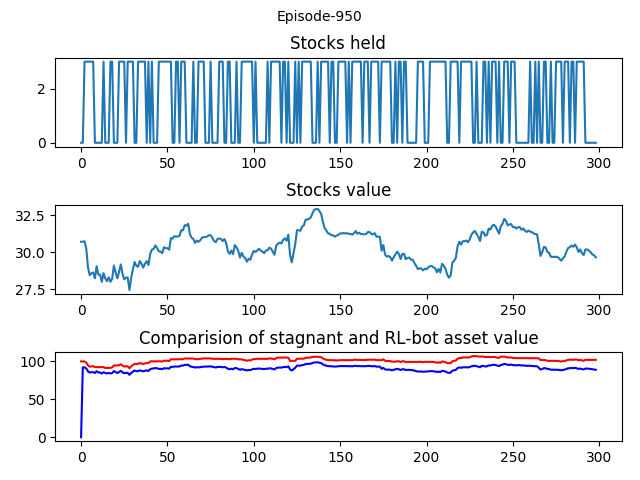 Episode-950
Stocks held
2
0
0 50 100 150 200 250 300
Stocks value
32.5
30.0
27.5
0 50 100 150 200 250 300
Comparision of stagnant and RL-bot asset value
100
50
0
0 50 100 150 200 250 300